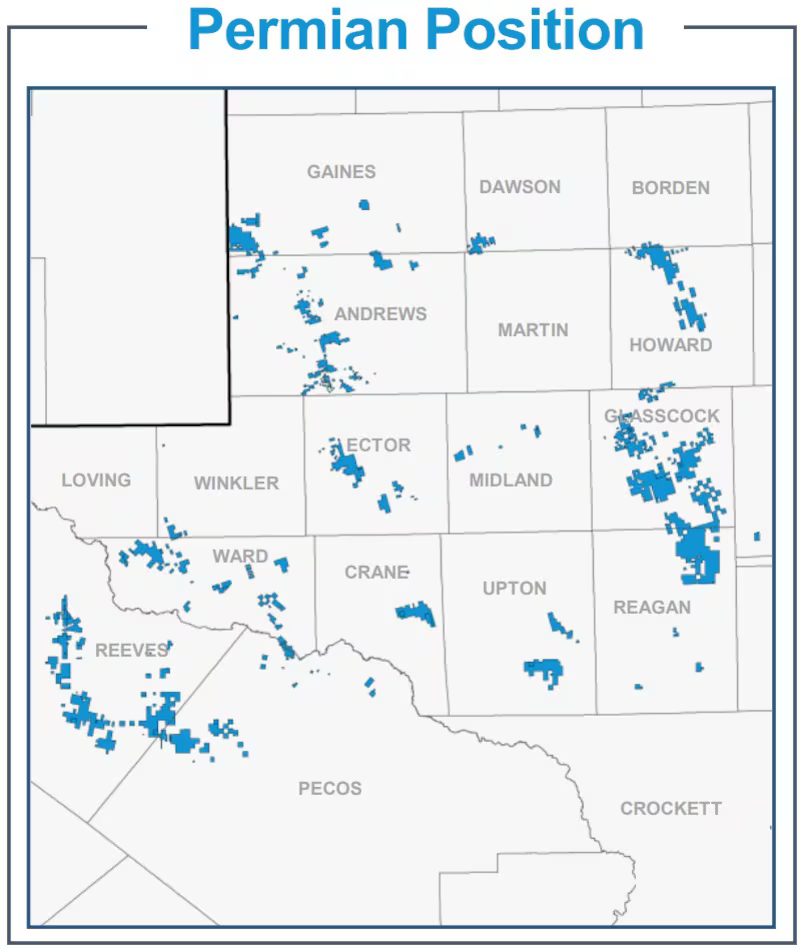 Permian Position
GAINES
DAWSON
BORDEN
ANDREWS
MARTIN
HOWARD
GLASSCOCK
ECTOR
MIDLAND
LOVING
WINKLER
WARD
CRANE
UPTON
REAGAN
REEVES
PECOS
CROCKETT